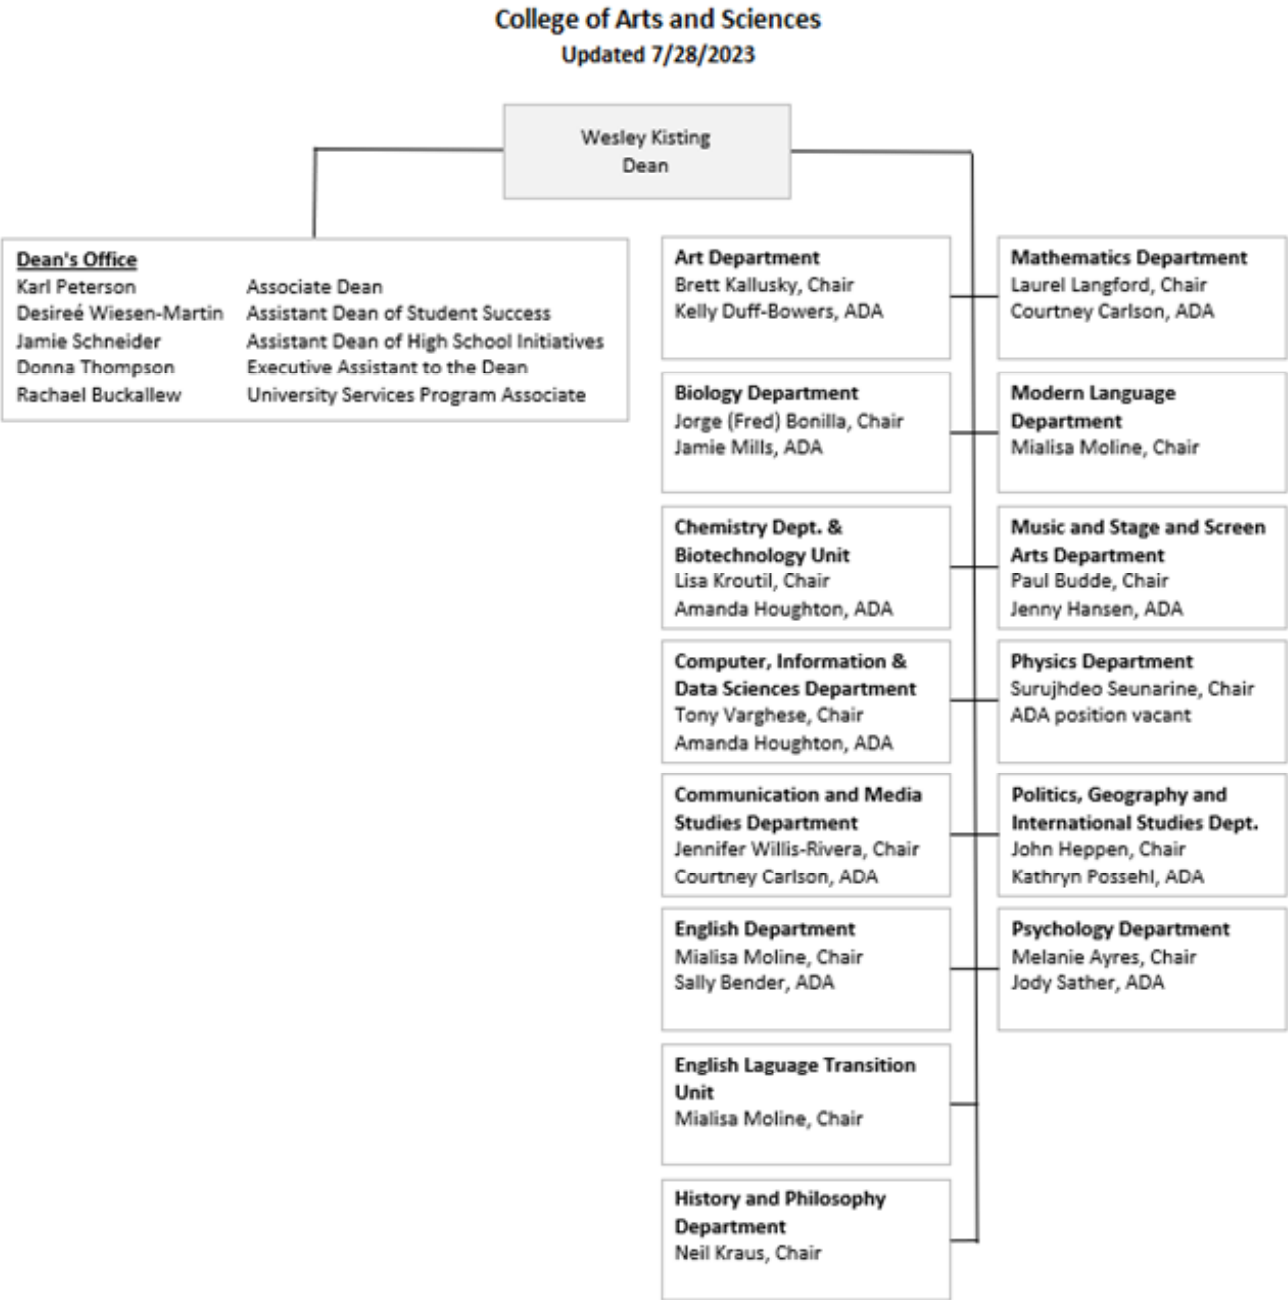 College of Arts and Sciences
Updated 7/28/2023
Wesley Kisting
Dean
Dean's Office
Karl Peterson Associate Dean
Desireé Wiesen-Martin Assistant Dean of Student Success
Jamie Schneider Assistant Dean of High School Initiatives
Donna Thompson Executive Assistant to the Dean
Rachael Buckallew University Services Program Associate
Art Department
Brett Kallusky, Chair
Kelly Duff-Bowers, ADA
Biology Department
Jorge (Fred) Bonilla, Chair
Jamie Mills, ADA
Chemistry Dept. &
Biotechnology Unit
Lisa Kroutil, Chair
Amanda Houghton, ADA
Computer, Information &
Data Sciences Department
Tony Varghese, Chair
Amanda Houghton, ADA
Communication and Media
Studies Department
Jennifer Willis-Rivera, Chair
Courtney Carlson, ADA
English Department
Mialisa Moline, Chair
Sally Bender, ADA
English Laguage Transition
Unit
Mialisa Moline, Chair
History and Philosophy
Department
Neil Kraus, Chair
Mathematics Department
Laurel Langford, Chair
Courtney Carlson, ADA
Modern Language
Department
Mialisa Moline, Chair
Music and Stage and Screen
Arts Department
Paul Budde, Chair
Jenny Hansen, ADA
Physics Department
Surujhdeo Seunarine, Chair
ADA position vacant
Politics, Geography and
International Studies Dept.
John Heppen, Chair
Kathryn Possehl, ADA
Psychology Department
Melanie Ayres, Chair
Jody Sather, ADA